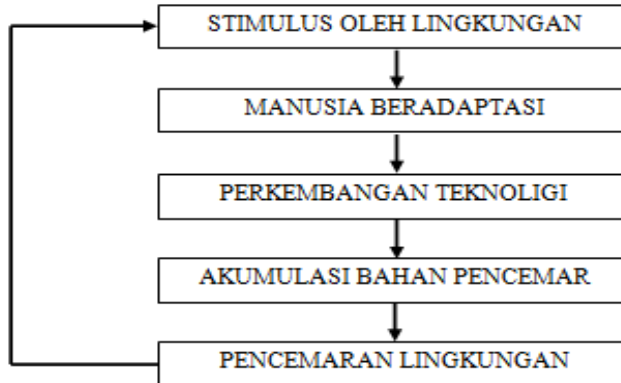 STIMULUS OLEH LINGKUNGAN
MANUSIA BERADAPTASI
PERKEMBANGAN TEKNOLIGI
AKUMULASI BAHAN PENCEMAR
PENCEMARAN LINGKUNGAN